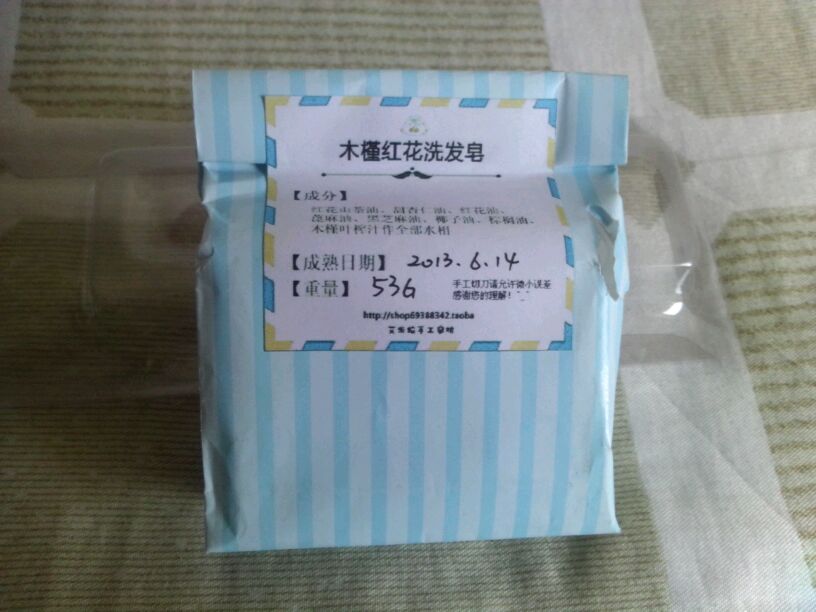 木槿红花洗发皂
【成分】
红花山茶油、甜杏仁油、红花油、
蓖麻油、黑芝麻油、椰子油、棕榈油、
木槿叶榨汁作全部水相
【成熟日期】 2013.6.14
【重量】 53G
手工切刀请允许微小误差
感谢您的理解!
http://shop69388342.taoba
手工